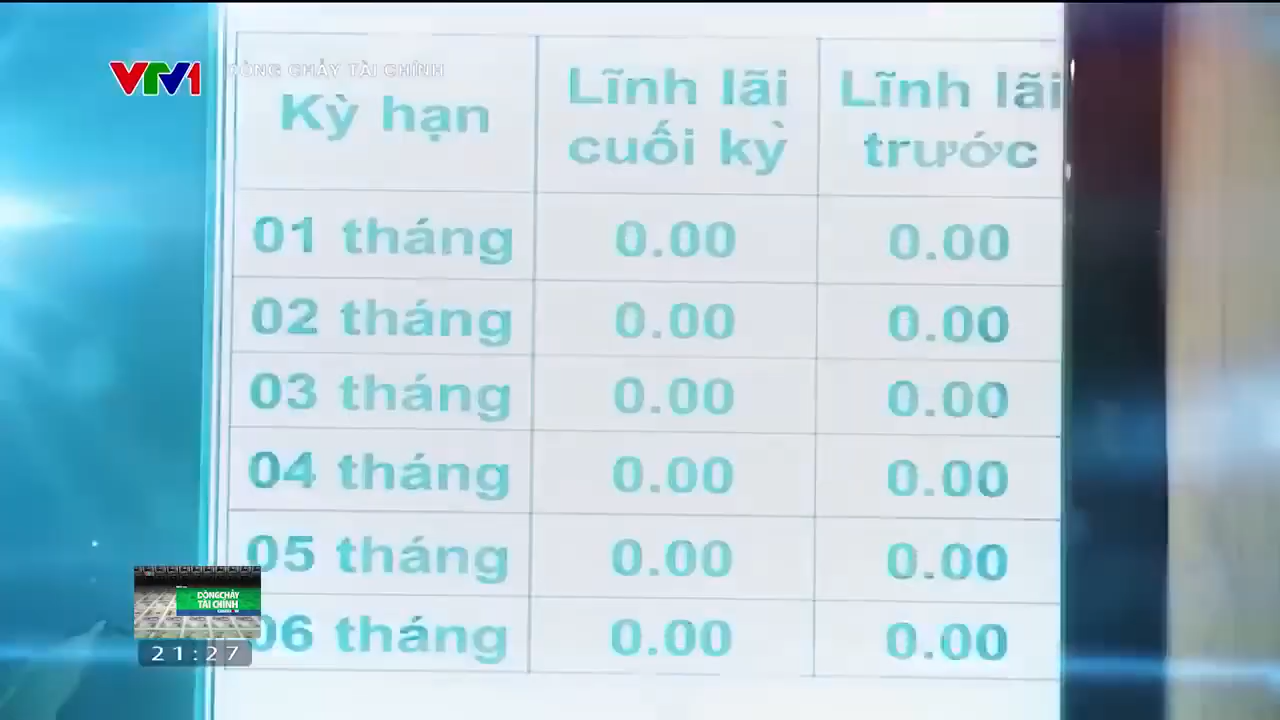 VTV1
DÒNG CHẢY TÀI CHÍNH
Kỳ hạn
Lĩnh lãi
cuối kỳ
Lĩnh lãi
trước
01 tháng 0.00 0.00
02 tháng 0.00 0.00
03 tháng 0.00 0.00
04 tháng 0.00 0.00
05 tháng 0.00 0.00
06 tháng 0.00 0.00
DÒNG CHẢY
TÀI CHÍNH
21:27